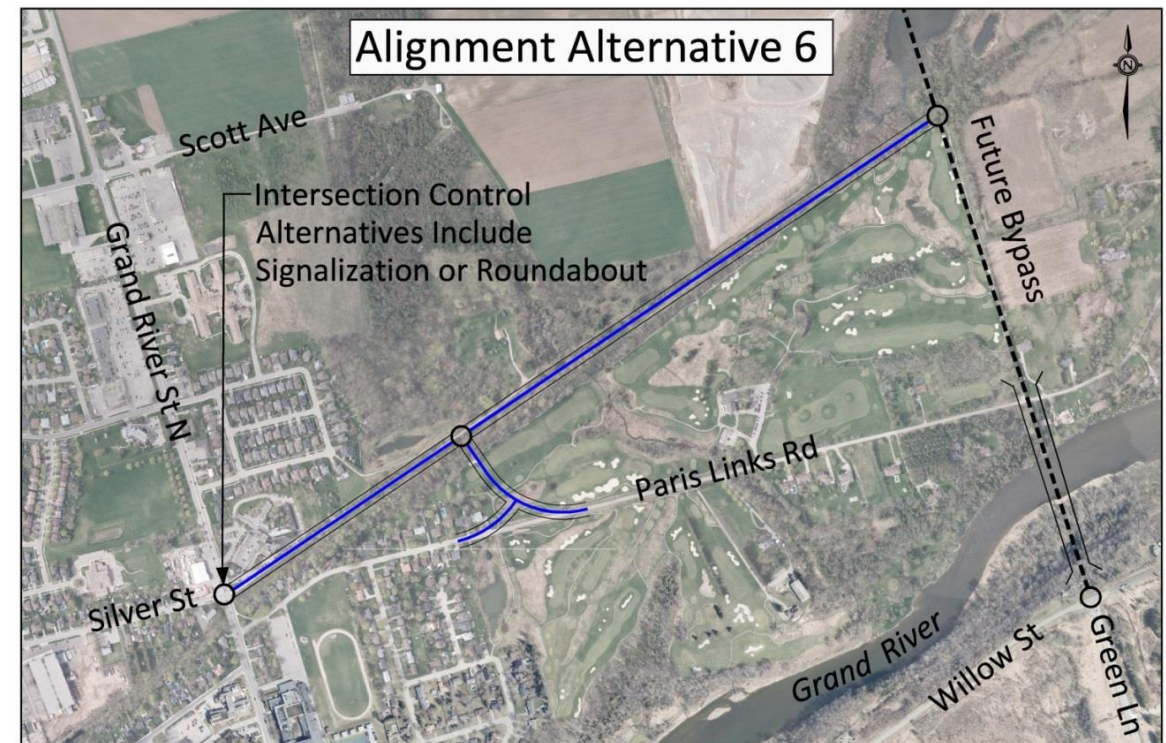 Alignment Alternative 6
N
Scott Ave
Intersection Control
Alternatives Include
Signalization or Roundabout
Grand River St N
Future Bypass
Paris Links Rd
Silver St
Grand River
Willow St
Green Ln